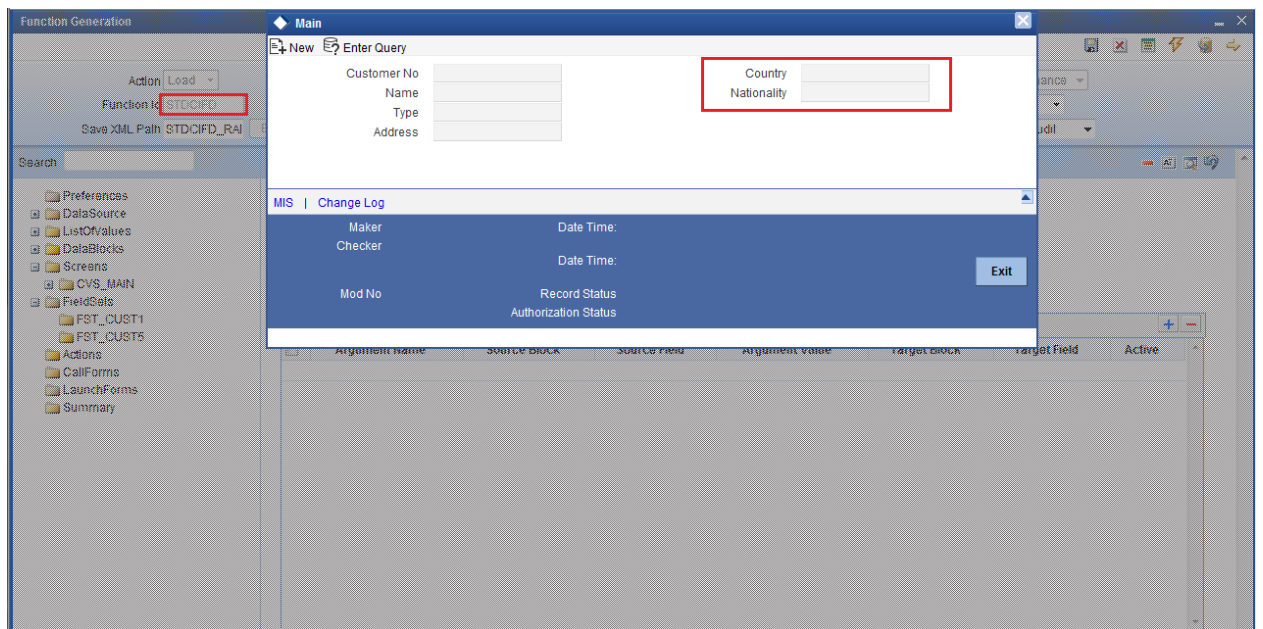 Function Generation
Main
New Enter Query
Action Load
Function Id STDCIFD
Save XML Path STDCIFD_RAI
Customer No
Name
Type
Address
Country
Nationality
Search
Preferences
DataSource
ListOfValues
DataBlocks
Screens
CVS_MAIN
FieldSets
FST_CUST1
FST_CUST5
Actions
CallForms
LaunchForms
Summary
MIS | Change Log
Maker Date Time:
Checker
Date Time:
Mod No Record Status
Authorization Status
Exit
Argument Name Source Block Source Field Argument Value Target Block Target Field Active